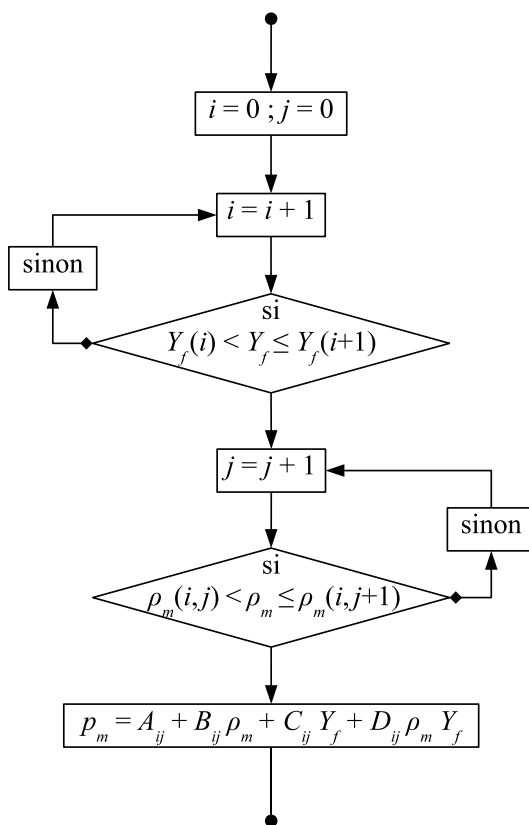 i = 0 ; j = 0
i = i + 1
sinon
si
Y_f(i) < Y_f ≤ Y_f(i+1)
j = j + 1
sinon
si
ρ_m(i,j) < ρ_m ≤ ρ_m(i,j+1)
p_m = A_ij + B_ij ρ_m + C_ij Y_f + D_ij ρ_m Y_f